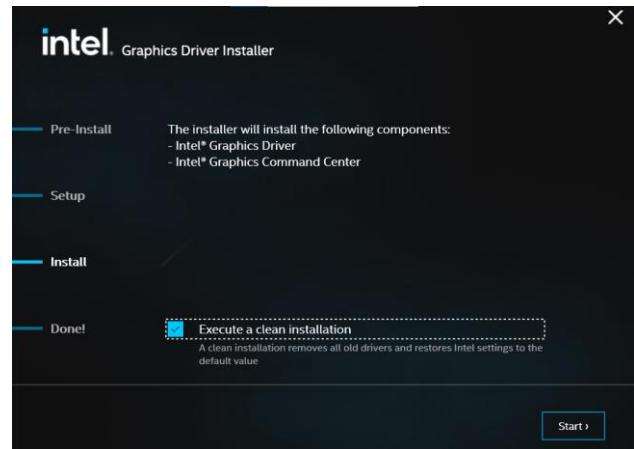 intel. Graphics Driver Installer
Pre-Install
The installer will install the following components:
- Intel® Graphics Driver
- Intel® Graphics Command Center
Setup
Install
Done!
Execute a clean installation
A clean installation removes all old drivers and restores Intel settings to the
default value
Start ›